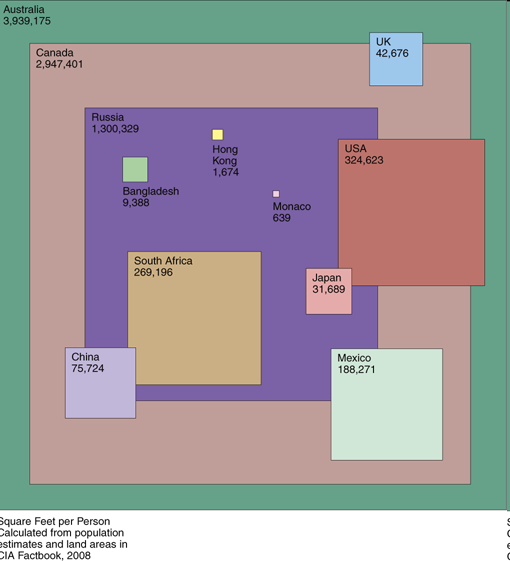 Australia
3,939,175
Canada
2,947,401
UK
42,676
Russia
1,300,329
Hong
Kong
1,674
USA
324,623
Bangladesh
9,388
Monaco
639
South Africa
269,196
Japan
31,689
China
75,724
Mexico
188,271
Square Feet per Person
Calculated from population
estimates and land areas in
CIA Factbook, 2008